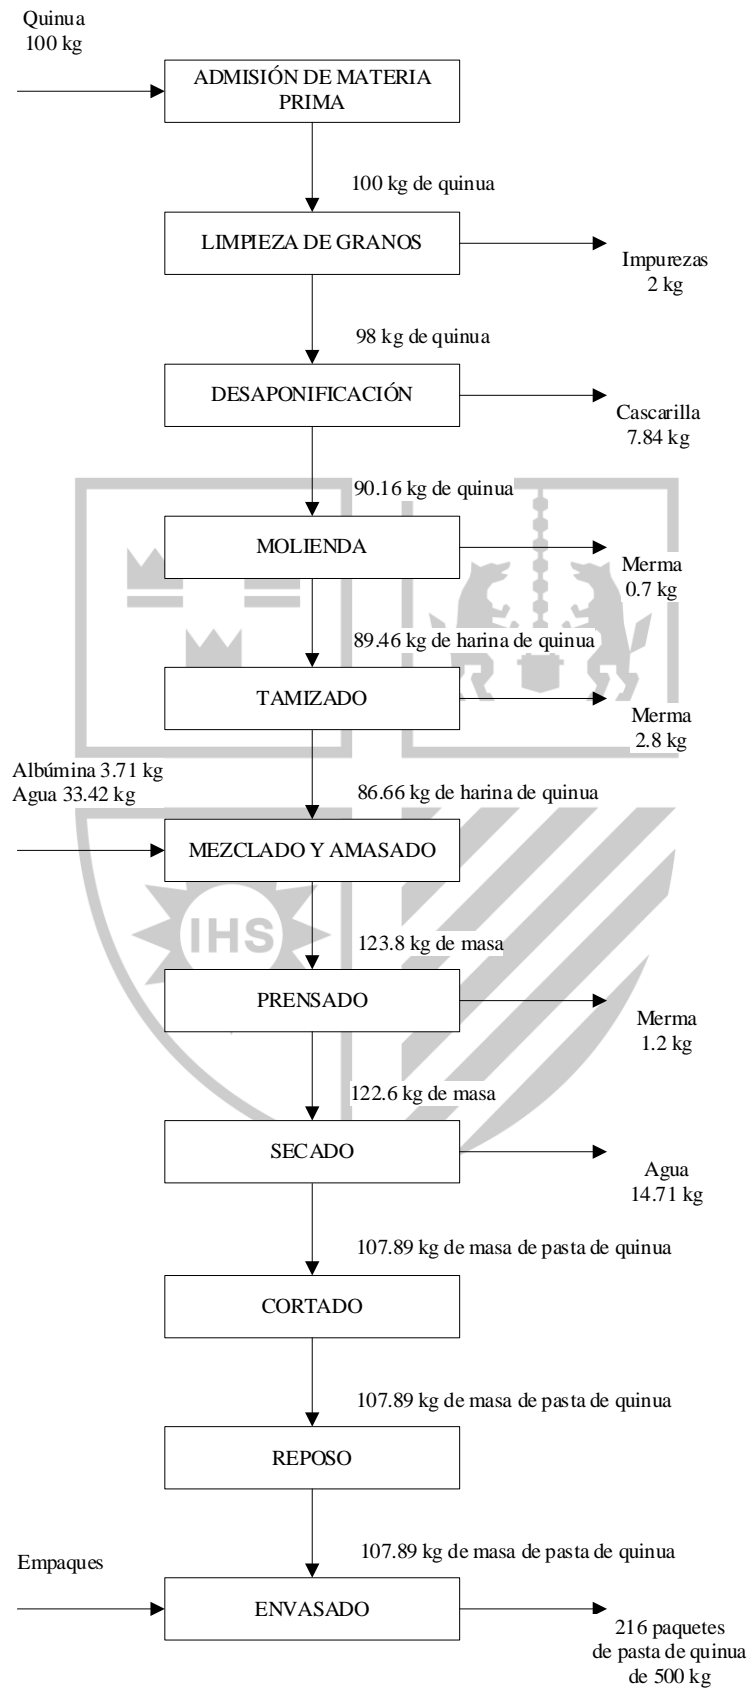 Quinua
100 kg
ADMISIÓN DE MATERIA
PRIMA
100 kg de quinua
LIMPIEZA DE GRANOS
Impurezas
2 kg
98 kg de quinua
DESAPONIFICACIÓN
Cascarilla
7.84 kg
90.16 kg de quinua
MOLIENDA
Merma
0.7 kg
89.46 kg de harina de quinua
TAMIZADO
Merma
2.8 kg
Albúmina 3.71 kg
Agua 33.42 kg
86.66 kg de harina de quinua
MEZCLADO Y AMASADO
IHS
123.8 kg de masa
PRENSADO
Merma
1.2 kg
122.6 kg de masa
SECADO
Agua
14.71 kg
107.89 kg de masa de pasta de quinua
CORTADO
107.89 kg de masa de pasta de quinua
REPOSO
107.89 kg de masa de pasta de quinua
Empaques
ENVASADO
216 paquetes
de pasta de quinua
de 500 kg